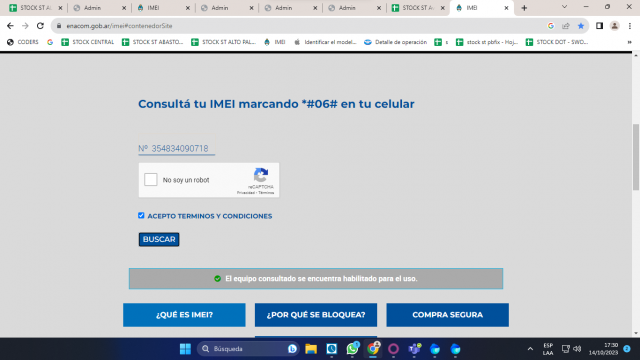 STOCK ST
Admin
IMEI
Admin
Admin
Admin
STOCK ST
IMEI
enacom.gob.ar/imei#contenedorSite
CODERS
STOCK CENTRAL
STOCK ST ABASTO...
STOCK ST ALTO PAL...
IMEI
Identificar el model...
Detalle de operación
stock st pbfix - Hoj...
STOCK DOT - SWD...
Consultá tu IMEI marcando *#06# en tu celular
Nº 354834090718
No soy un robot
reCAPTCHA
Privacidad - Términos
ACEPTO TERMINOS Y CONDICIONES
BUSCAR
El equipo consultado se encuentra habilitado para el uso.
¿QUÉ ES IMEI?
¿POR QUÉ SE BLOQUEA?
COMPRA SEGURA
Búsqueda
ESP
LAA
17:30
14/10/2023